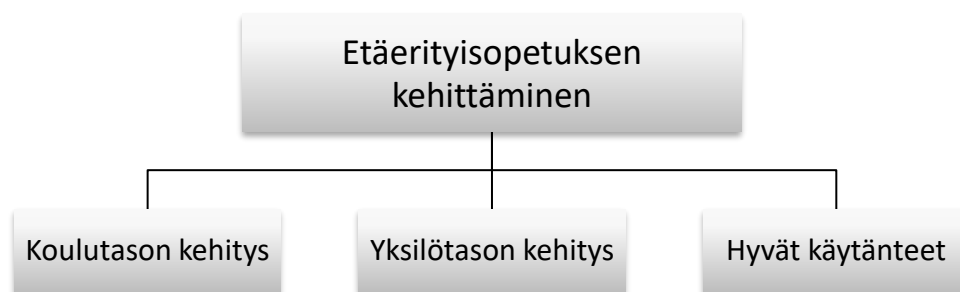 Etäerityisopetuksen
kehittäminen
Koulutason kehitys
Yksilötason kehitys
Hyvät käytänteet